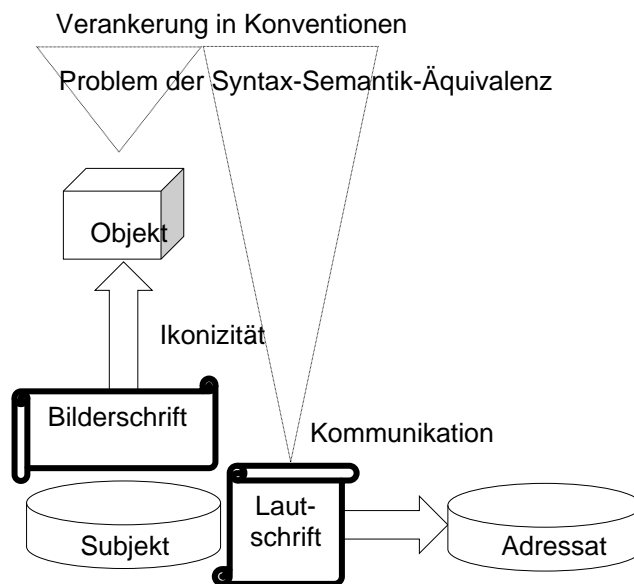 Verankerung in Konventionen
Problem der Syntax-Semantik-Äquivalenz
Objekt
Ikonizität
Bilderschrift
Kommunikation
Laut-
schrift
Subjekt
Adressat